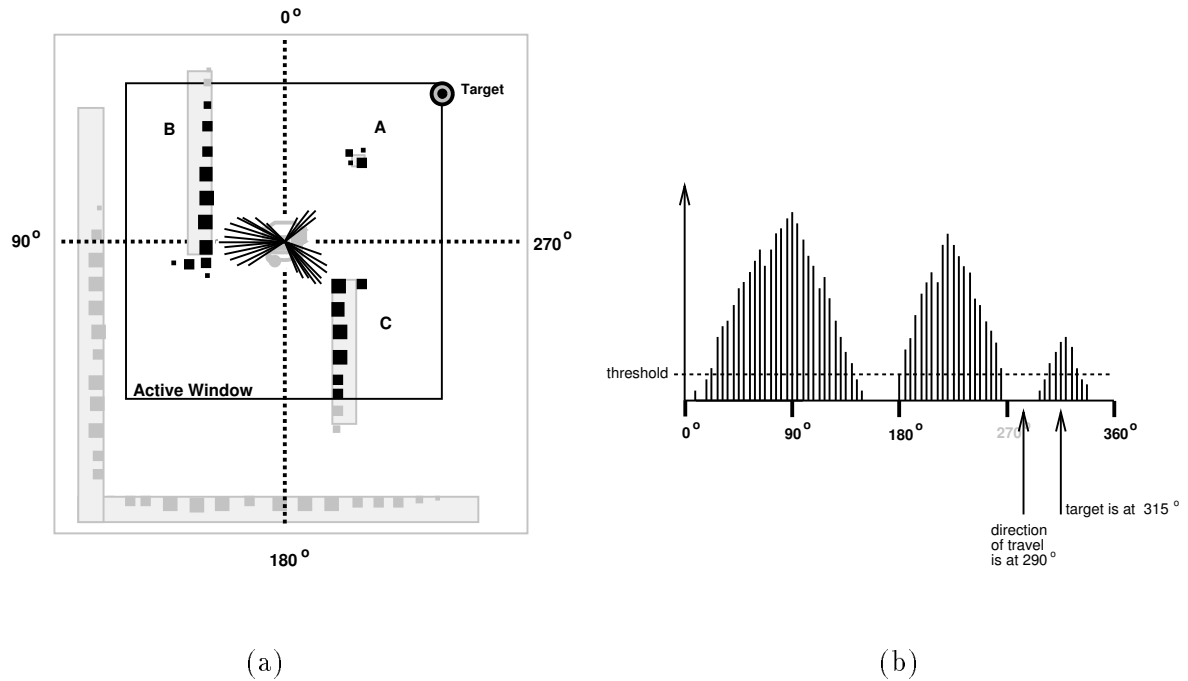 0°
Target
A
B
90°
270°
C
Active Window
180°
(a)
threshold
0°
90°
180°
270°
360°
target is at 315°
direction
of travel
is at 290°
(b)